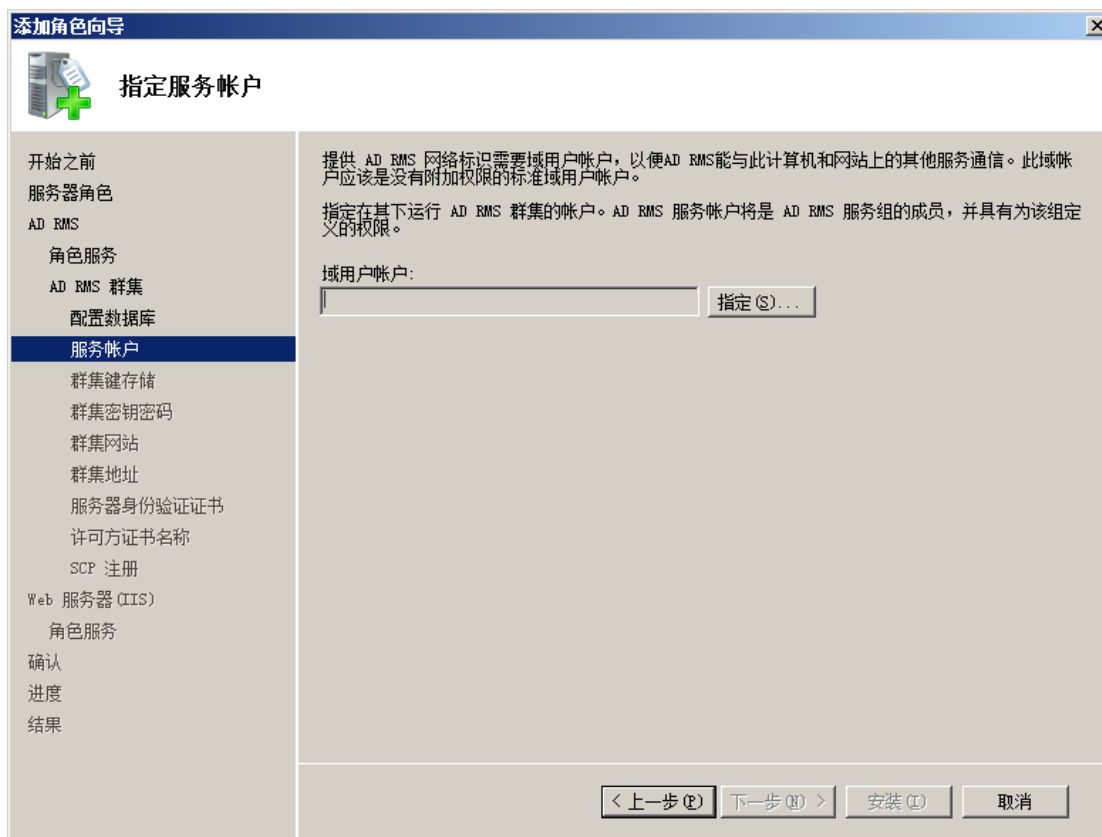 添加角色向导
指定服务帐户
开始之前
服务器角色
AD RMS
角色服务
AD RMS 群集
配置数据库
服务帐户
群集键存储
群集密钥密码
群集网站
群集地址
服务器身份验证证书
许可方证书名称
SCP 注册
Web 服务器(IIS)
角色服务
确认
进度
结果
提供 AD RMS 网络标识需要域用户帐户，以便AD RMS能与此计算机和网站上的其他服务通信。此域帐
户应该是没有附加权限的标准域用户帐户。
指定在其下运行 AD RMS 群集的帐户。AD RMS 服务帐户将是 AD RMS 服务组的成员，并具有为该组定
义的权限。
域用户帐户:
指定(S)...
< 上一步(P)
下一步(N) >
安装(I)
取消